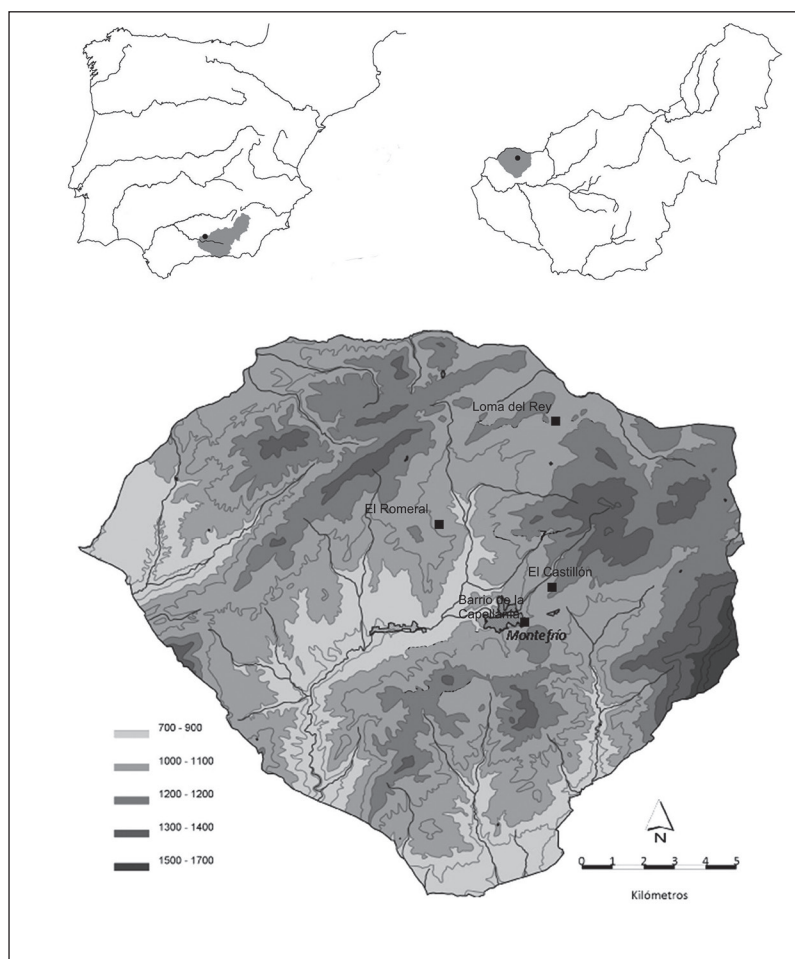 Loma del Rey
El Romeral
El Castillón
Barrio de la
Capellanía
Montefrío
700 - 900
1000 - 1100
1200 - 1200
1300 - 1400
1500 - 1700
N
0 1 2 3 4 5
Kilómetros